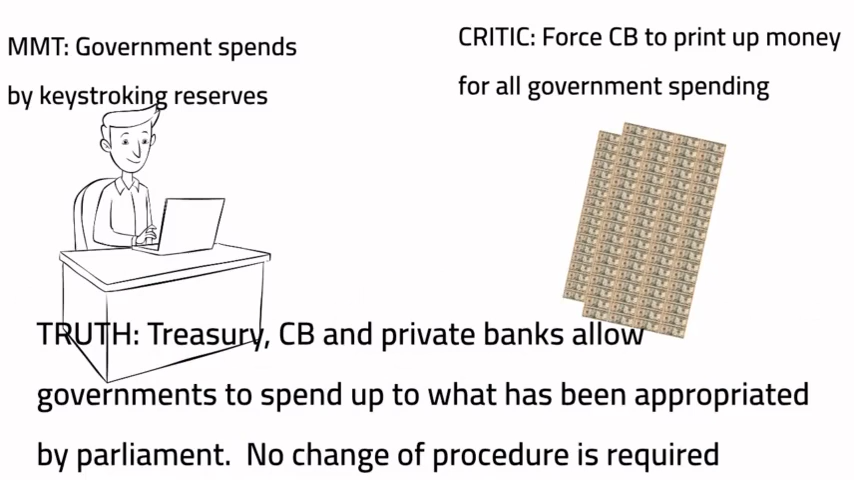 MMT: Government spends
by keystroking reserves
CRITIC: Force CB to print up money
for all government spending
TRUTH: Treasury, CB and private banks allow
governments to spend up to what has been appropriated
by parliament. No change of procedure is required